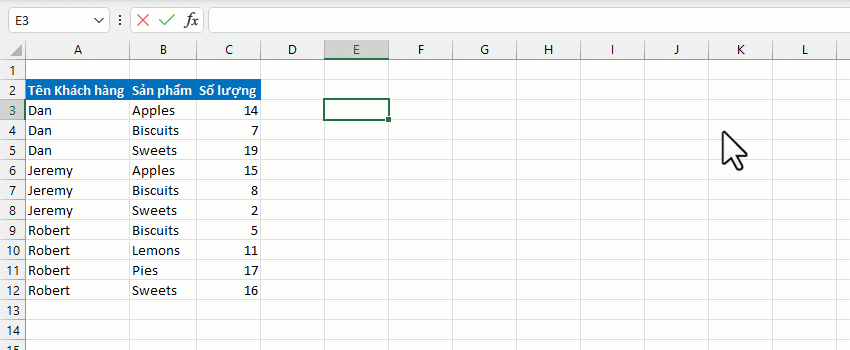 E3 fx
A B C D E F G H I J K L
1
2 Tên Khách hàng Sản phẩm Số lượng
3 Dan Apples 14
4 Dan Biscuits 7
5 Dan Sweets 19
6 Jeremy Apples 15
7 Jeremy Biscuits 8
8 Jeremy Sweets 2
9 Robert Biscuits 5
10 Robert Lemons 11
11 Robert Pies 17
12 Robert Sweets 16
13
14
15